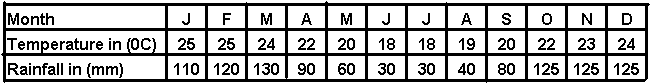 Month J F M A M J J A S O N D
Temperature in (0C) 25 25 24 22 20 18 18 19 20 22 23 24
Rainfall in (mm) 110 120 130 90 60 30 30 40 80 125 125 125